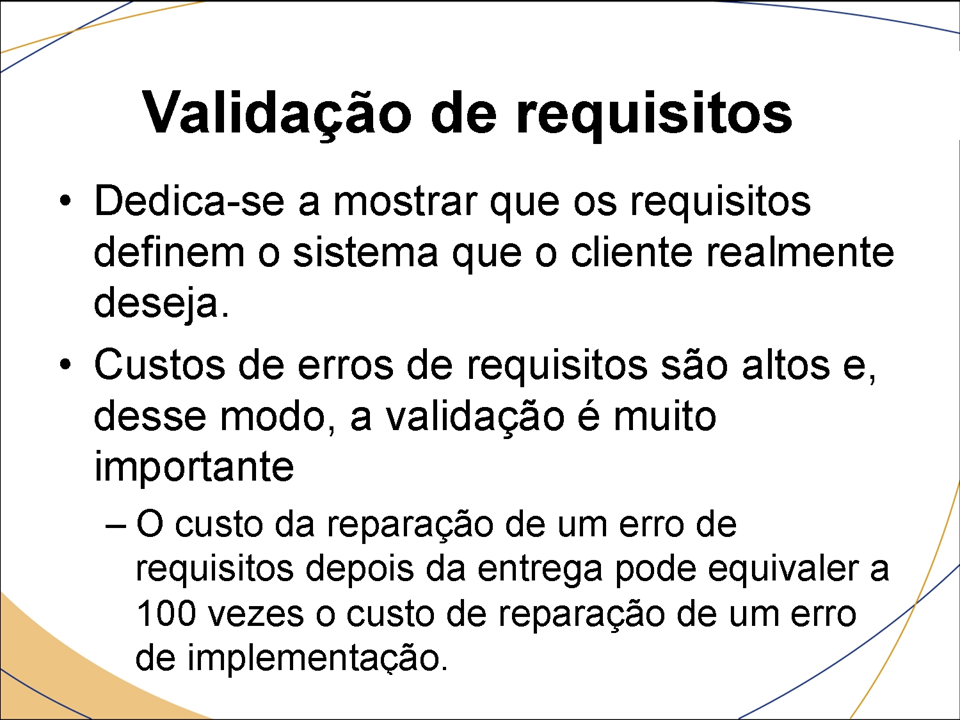 Validação de requisitos
• Dedica-se a mostrar que os requisitos
definem o sistema que o cliente realmente
deseja.
• Custos de erros de requisitos são altos e,
desse modo, a validação é muito
importante
– O custo da reparação de um erro de
requisitos depois da entrega pode equivaler a
100 vezes o custo de reparação de um erro
de implementação.